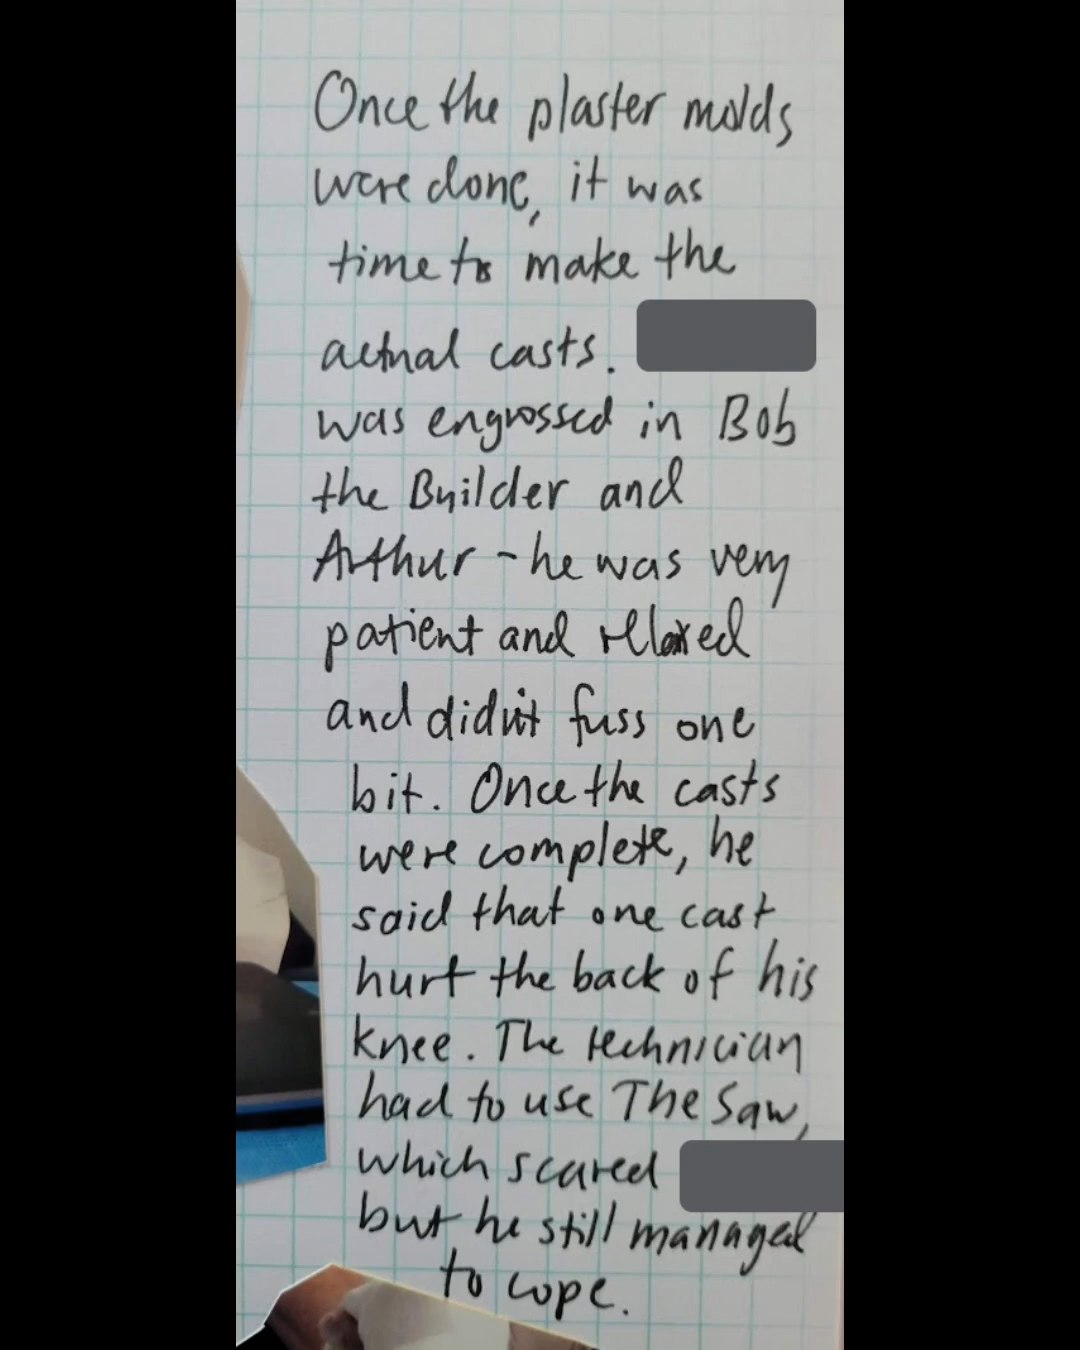 Once the plaster molds
were done, it was
time to make the
actual casts.
was engrossed in Bob
the Builder and
Arthur - he was very
patient and relaxed
and didn't fuss one
bit. Once the casts
were complete, he
said that one cast
hurt the back of his
knee. The technician
had to use The Saw,
which scared
but he still managed
to cope.